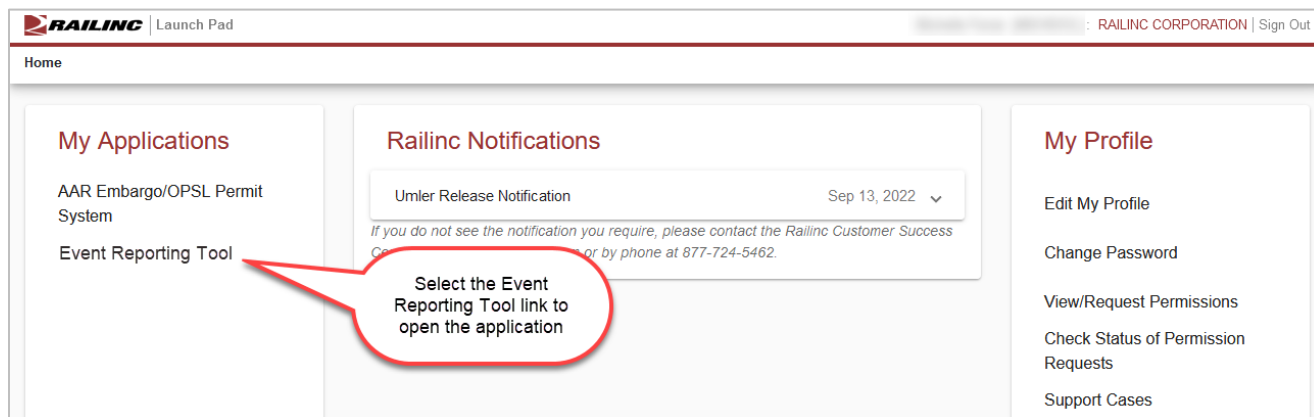 RAILINC | Launch Pad
: RAILINC CORPORATION | Sign Out
Home
My Applications
AAR Embargo/OPSL Permit
System
Event Reporting Tool
Railinc Notifications
Umler Release Notification Sep 13, 2022
If you do not see the notification you require, please contact the Railinc Customer Success
or by phone at 877-724-5462.
Select the Event
Reporting Tool link to
open the application
My Profile
Edit My Profile
Change Password
View/Request Permissions
Check Status of Permission
Requests
Support Cases